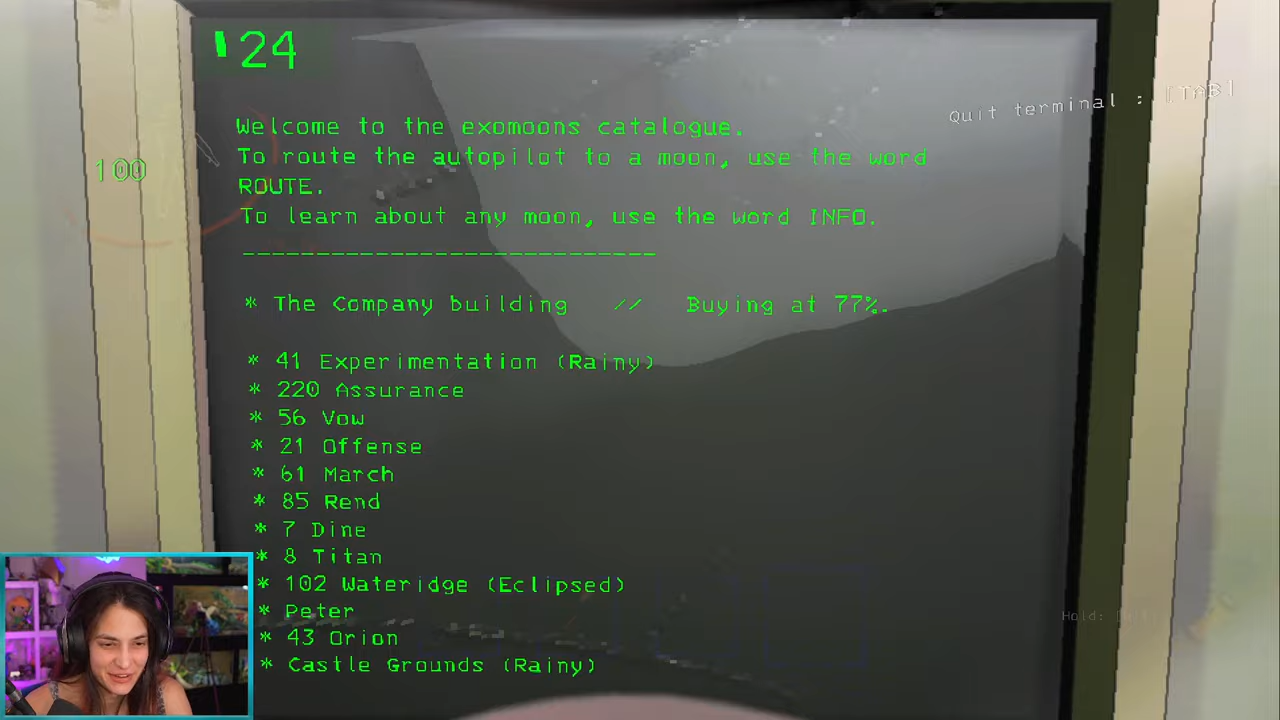 24
Quit terminal : [TAB]
Welcome to the exomoons catalogue.
To route the autopilot to a moon, use the word
ROUTE.
100
To learn about any moon, use the word INFO.
----------------------------
* The Company building // Buying at 77%.
* 41 Experimentation (Rainy)
* 220 Assurance
* 56 Vow
* 21 Offense
* 61 March
* 85 Rend
* 7 Dine
* 8 Titan
* 102 Wateridge (Eclipsed)
* Peter
* 43 Orion
* Castle Grounds (Rainy)
Hold: